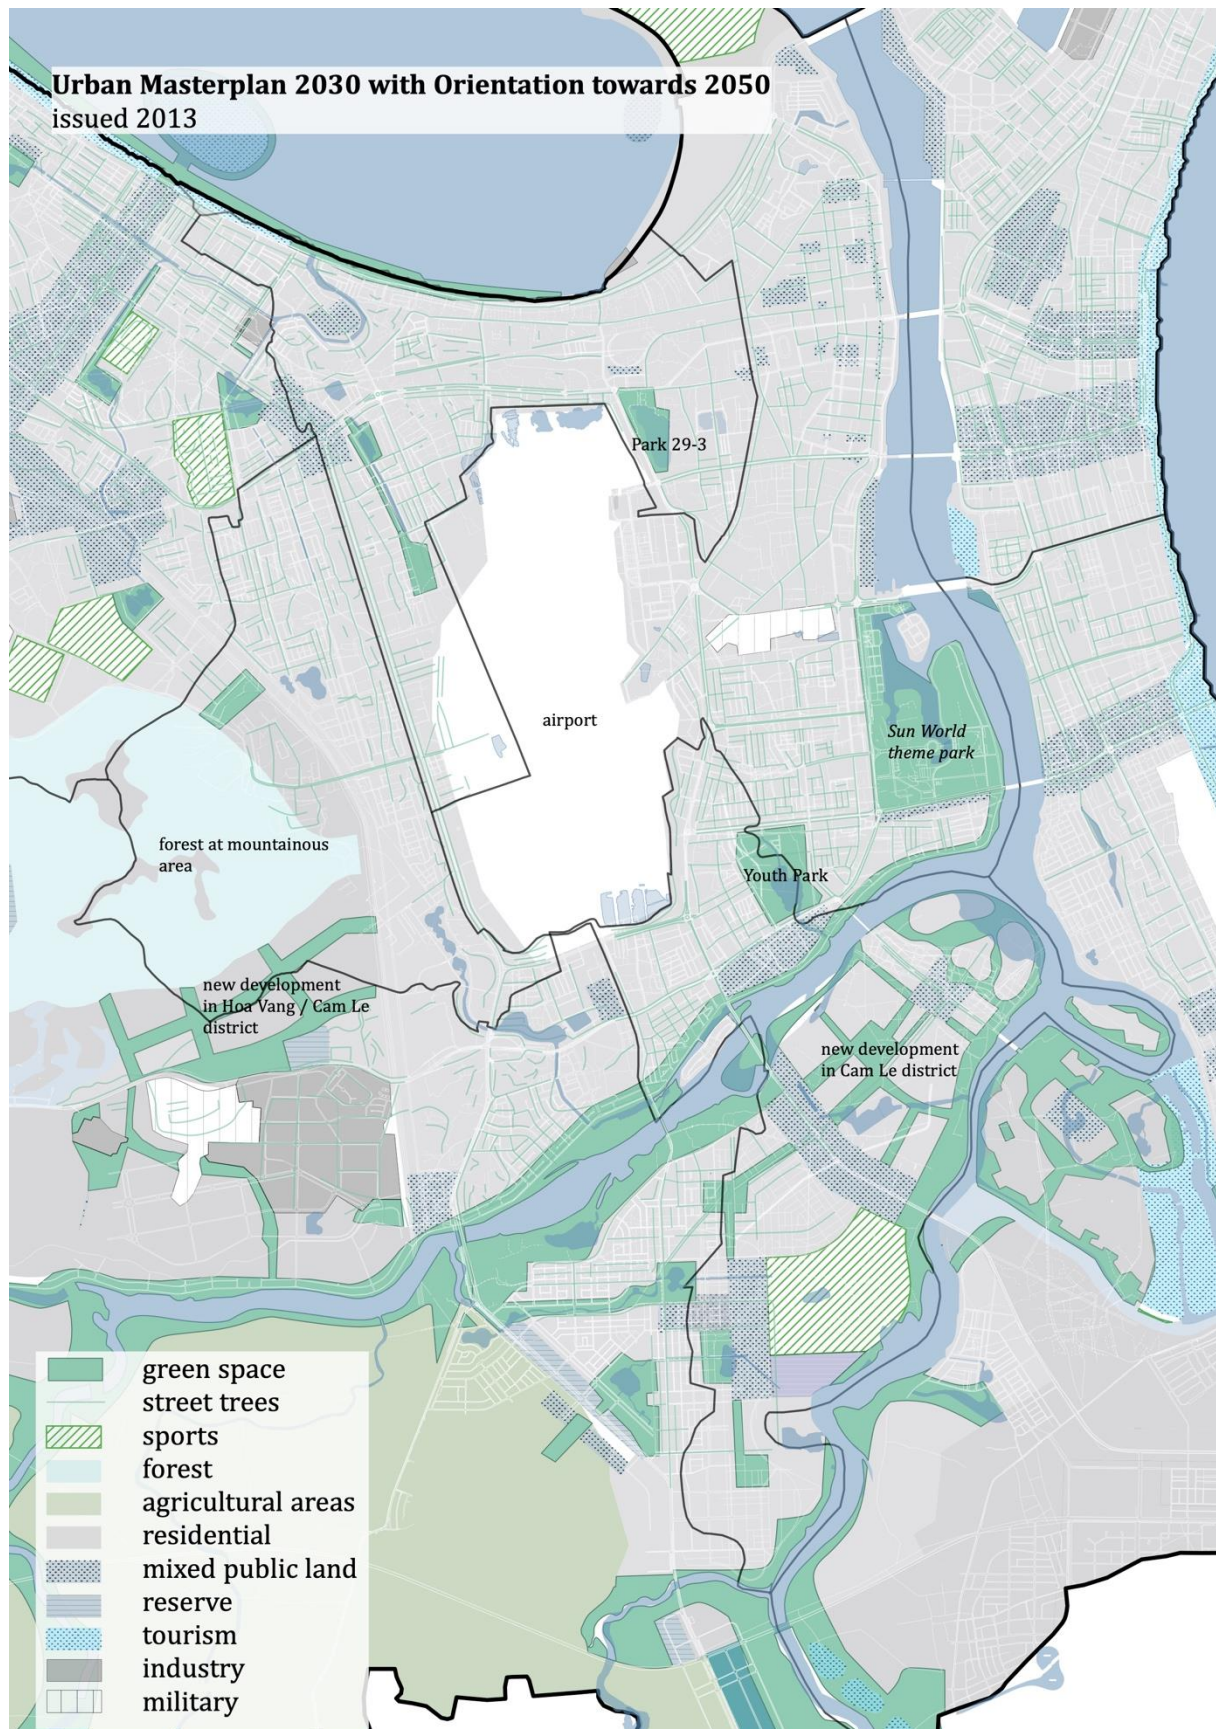 Urban Masterplan 2030 with Orientation towards 2050
issued 2013
Park 29-3
airport
Sun World
theme park
forest at mountainous
area
Youth Park
new development
in Hoa Vang / Cam Le
district
new development
in Cam Le district
green space
street trees
sports
forest
agricultural areas
residential
mixed public land
reserve
tourism
industry
military